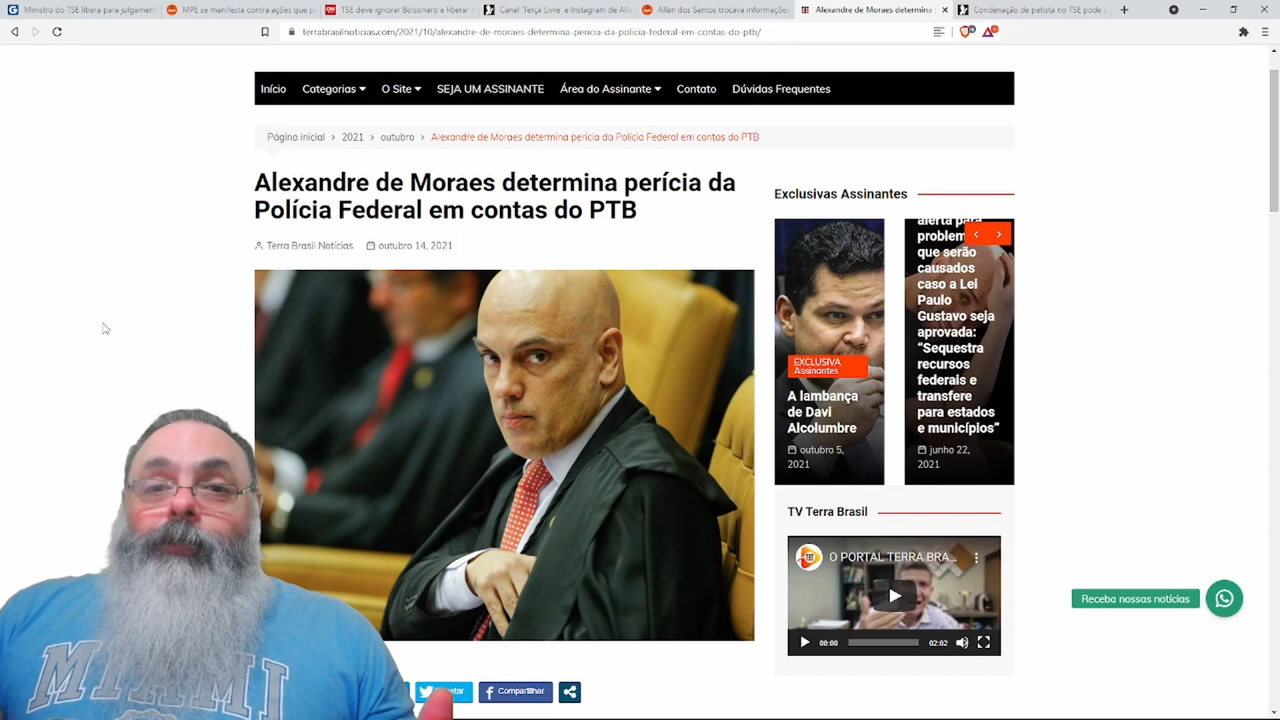 Ministro do TSE libera para julgament
MPE se manifesta contra ações que p
TSE deve ignorar Bolsonaro e liberar
Canal 'Terça Livre' e Instagram de Alla
Allan dos Santos trocava informações
Alexandre de Moraes determina
Condenação de petista no TSE pode
terrabrasilnoticias.com/2021/10/alexandre-de-moraes-determina-pericia-da-policia-federal-em-contas-do-ptb/
Início Categorias O Site SEJA UM ASSINANTE Área do Assinante Contato Dúvidas Frequentes
Página inicial > 2021 > outubro > Alexandre de Moraes determina perícia da Polícia Federal em contas do PTB
Alexandre de Moraes determina perícia da
Polícia Federal em contas do PTB
Terra Brasil Notícias outubro 14, 2021
Compartilhar
Exclusivas Assinantes
EXCLUSIVA
Assinantes
A lambança
de Davi
Alcolumbre
outubro 5,
2021
alerta para
problem
que serão
causados
caso a Lei
Paulo
Gustavo seja
aprovada:
“Sequestra
recursos
federais e
transfere
para estados
e municípios”
junho 22,
2021
TV Terra Brasil
O PORTAL TERRA BRA...
00:00 02:02
Receba nossas notícias
MIAMI